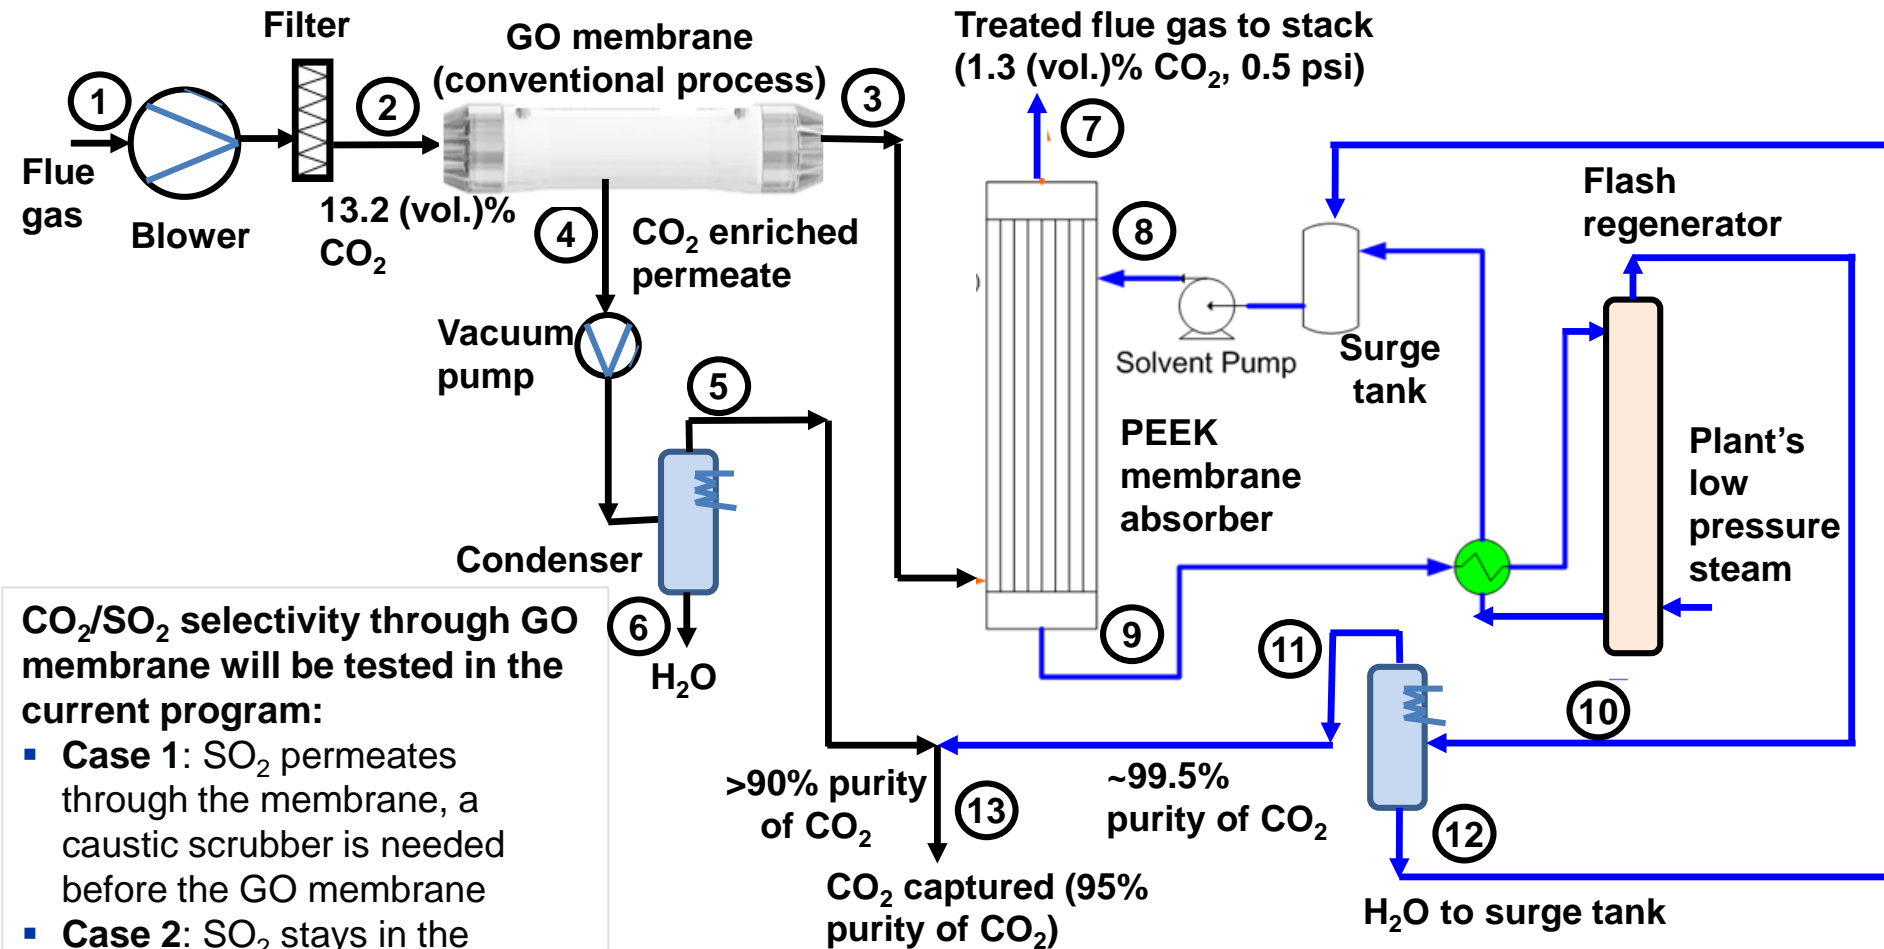 Filter
GO membrane
(conventional process)
Treated flue gas to stack
(1.3 (vol.)% CO₂, 0.5 psi)
1
2
3
7
Flue
gas
Blower
13.2 (vol.)%
CO₂
4
CO₂ enriched
permeate
8
Flash
regenerator
Vacuum
pump
5
Solvent Pump
Surge
tank
PEEK
membrane
absorber
Plant’s
low
pressure
steam
Condenser
6
H₂O
9
11
10
CO₂/SO₂ selectivity through GO
membrane will be tested in the
current program:
▪ Case 1: SO₂ permeates
through the membrane, a
caustic scrubber is needed
before the GO membrane
▪ Case 2: SO₂ stays in the
>90% purity
of CO₂
13
~99.5%
purity of CO₂
12
CO₂ captured (95%
purity of CO₂)
H₂O to surge tank